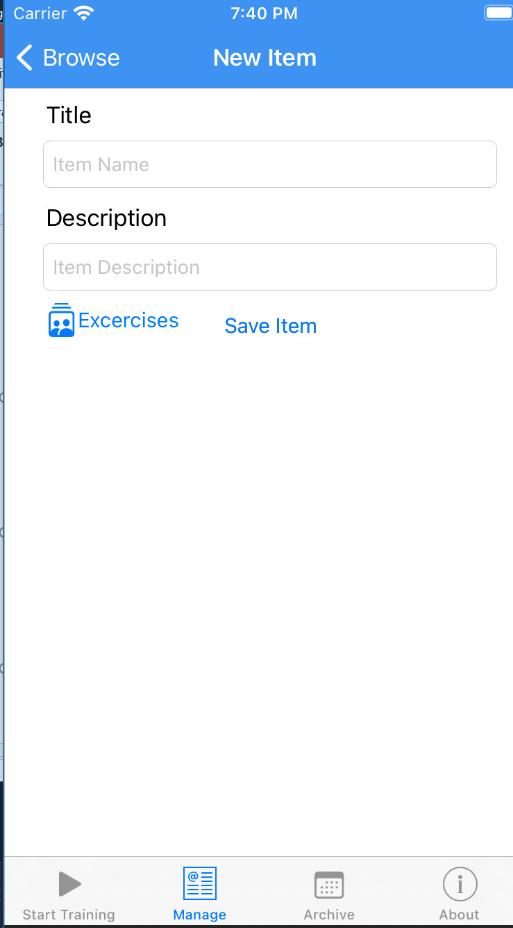 Carrier 7:40 PM
Browse New Item
Title
Item Name
Description
Item Description
Excercises Save Item
Start Training Manage Archive About